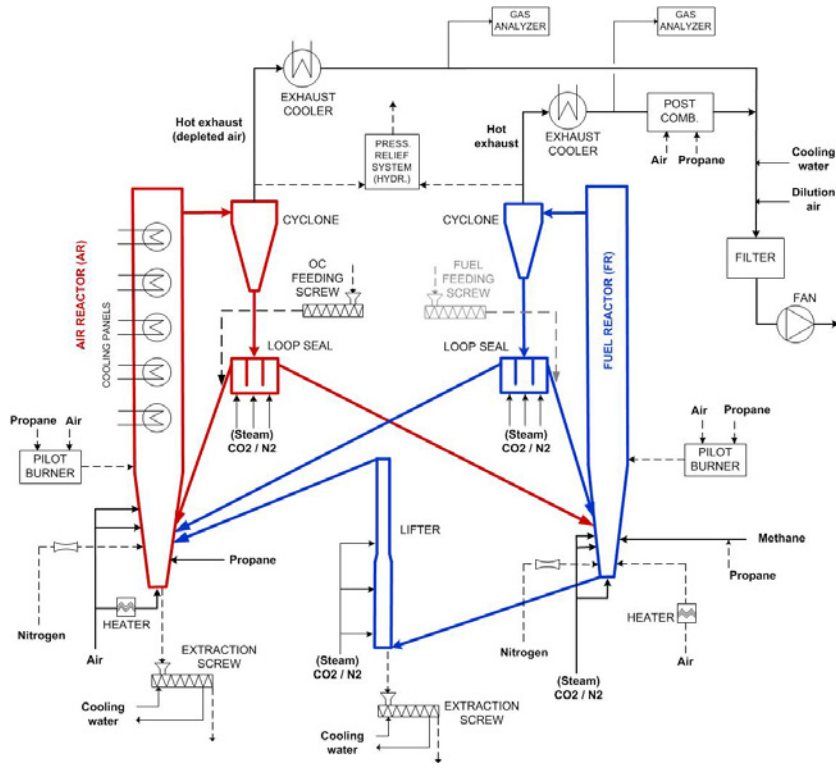 GAS
ANALYZER
GAS
ANALYZER
EXHAUST
COOLER
Hot exhaust
(depleted air)
Hot
exhaust
EXHAUST
COOLER
POST
COMB.
Air
Propane
PRESS.
RELIEF
SYSTEM
(HYDR.)
Cooling
water
Dilution
air
FILTER
FAN
AIR REACTOR (AR)
COOLING PANELS
CYCLONE
CYCLONE
FUEL REACTOR (FR)
OC
FEEDING
SCREW
FUEL
FEEDING
SCREW
LOOP SEAL
LOOP SEAL
(Steam)
CO2 / N2
(Steam)
CO2 / N2
Propane
Air
PILOT
BURNER
Air
Propane
PILOT
BURNER
LIFTER
Propane
Nitrogen
HEATER
Air
EXTRACTION
SCREW
Cooling
water
(Steam)
CO2 / N2
EXTRACTION
SCREW
Cooling
water
Methane
Propane
Nitrogen
HEATER
Air
(Steam)
CO2 / N2